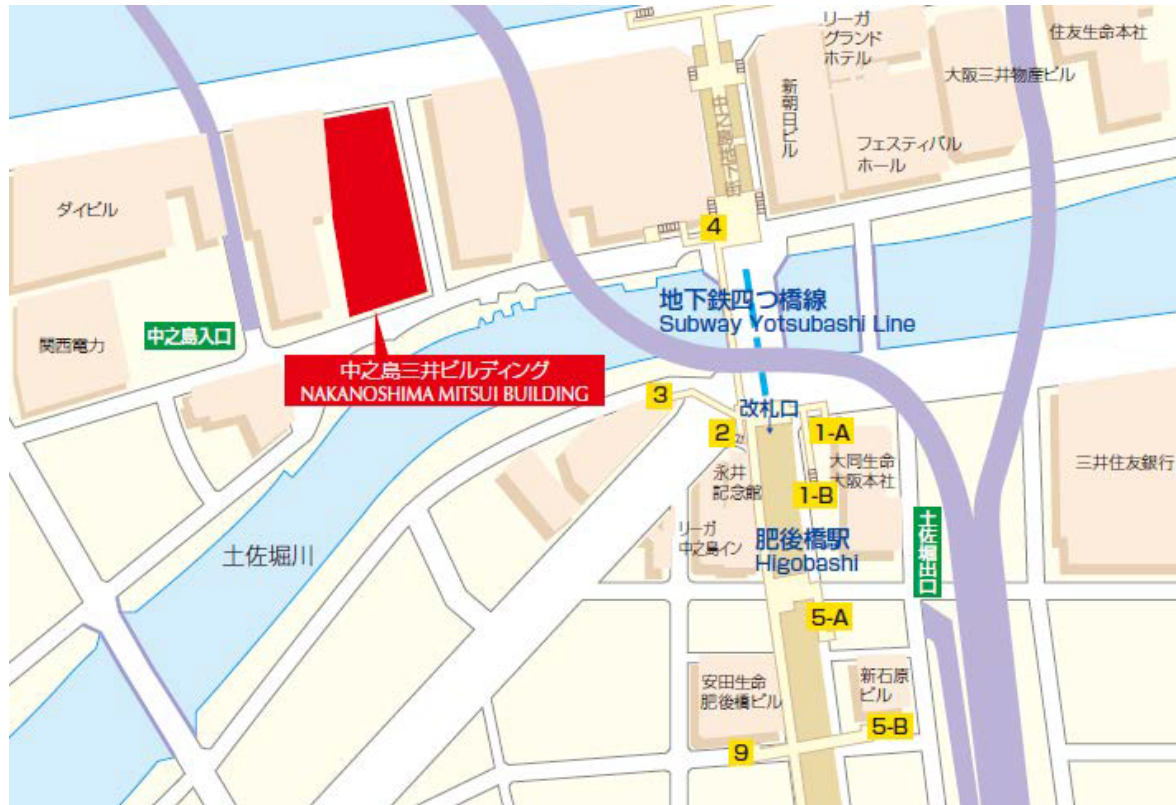 リーガ
グランド
ホテル
住友生命本社
大阪三井物産ビル
新朝日ビル
中之島地下街
フェスティバル
ホール
ダイビル
4
地下鉄四つ橋線
Subway Yotsubashi Line
関西電力
中之島入口
中之島三井ビルディング
NAKANOSHIMA MITSUI BUILDING
3
改札口
2
1-A
永井
記念館
大同生命
大阪本社
三井住友銀行
1-B
リーガ
中之島イン
肥後橋駅
Higobashi
土佐堀出口
土佐堀川
5-A
安田生命
肥後橋ビル
新石原
ビル
5-B
9